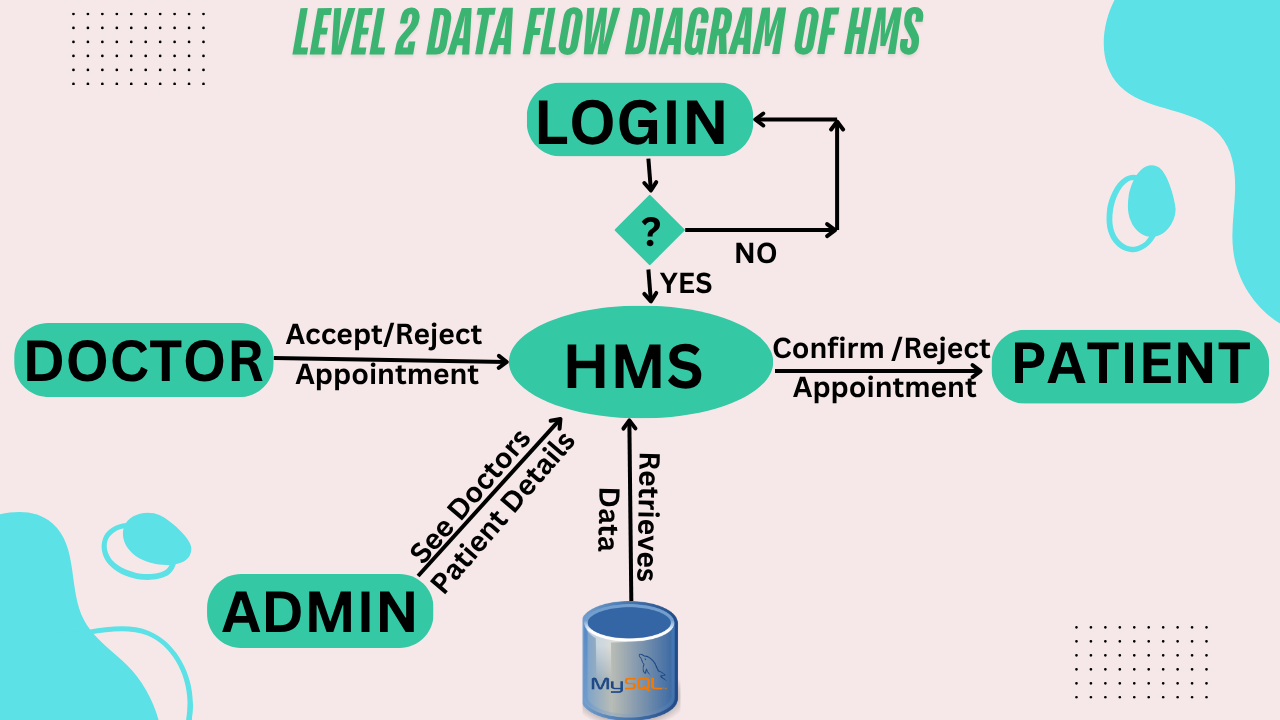 LEVEL 2 DATA FLOW DIAGRAM OF HMS
LOGIN
?
NO
YES
DOCTOR
Accept/Reject
Appointment
HMS
Confirm /Reject
Appointment
PATIENT
See Doctors
Patient Details
Retrieves
Data
ADMIN
MySQL